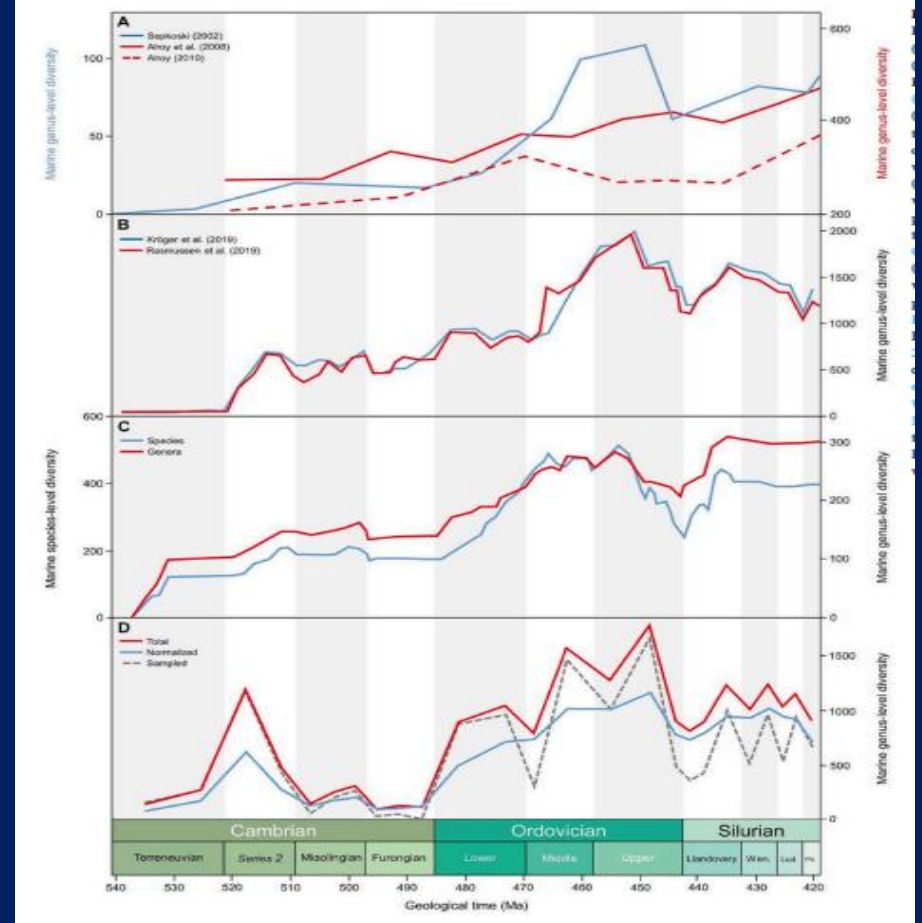 A
Sepkoski (2002)
Alroy et al. (2008)
Alroy (2010)
Marine genus-level diversity
100
50
0
Marine genus-level diversity
600
400
200
B
Kröger et al. (2019)
Rasmussen et al. (2019)
Marine genus-level diversity
2000
1500
1000
500
0
C
Species
Genera
Marine species-level diversity
600
400
200
0
Marine genus-level diversity
300
200
100
0
D
Total
Normalized
Sampled
Marine genus-level diversity
1500
1000
500
0
Cambrian Ordovician Silurian
Terreneuvian Series 2 Miaolingian Furongian Lower Middle Upper Llandovery Wen. Lud.
540 530 520 510 500 490 480 470 460 450 440 430 420
Geological time (Ma)